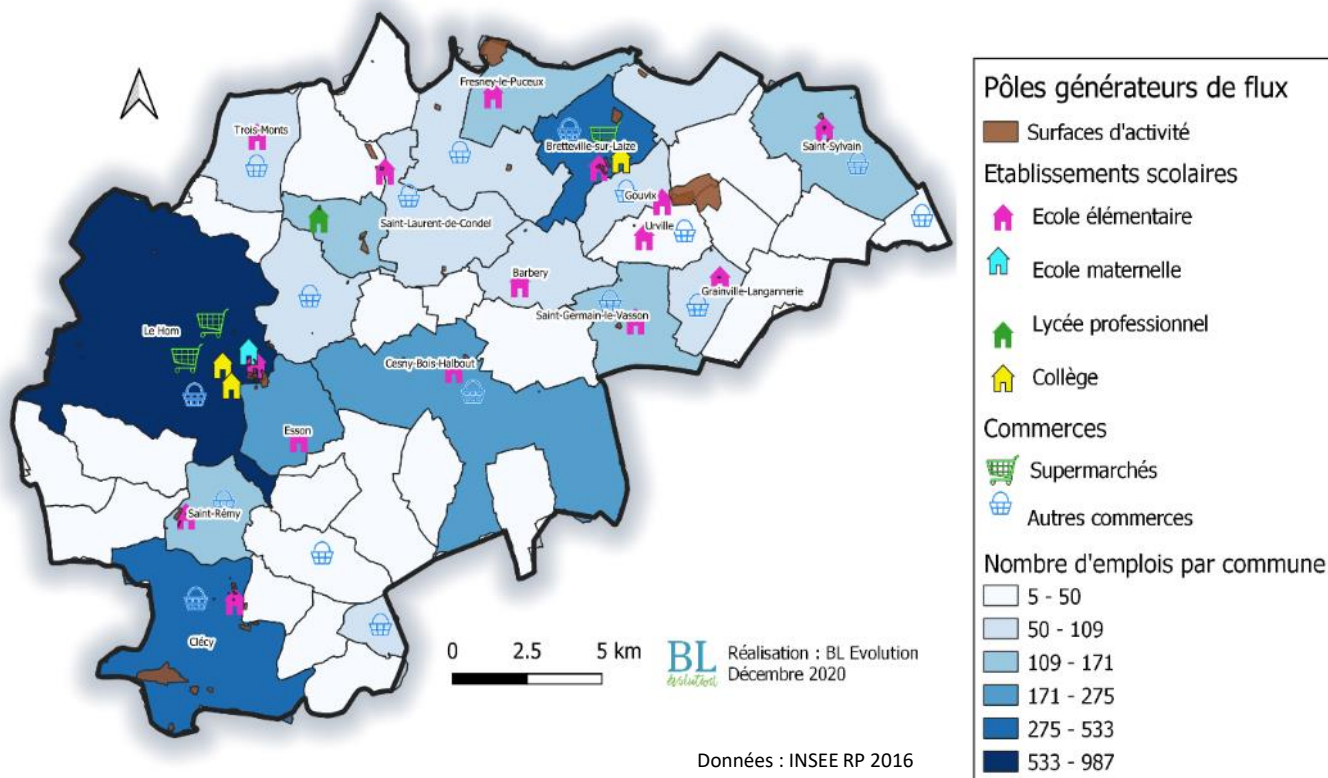 Fresney-le-Puceux
Trois-Monts
Bretteville-sur-Laize
Saint-Sylvain
Gouvix
Saint-Laurent-de-Condel
Urville
Barbery
Grainville-Langannerie
Saint-Germain-le-Vasson
Le Hom
Cesny-Bois-Halbout
Esson
Saint-Rémy
Clécy
0 2.5 5 km
BL
évolution
Réalisation : BL Evolution
Décembre 2020
Données : INSEE RP 2016
Pôles générateurs de flux
Surfaces d'activité
Etablissements scolaires
Ecole élémentaire
Ecole maternelle
Lycée professionnel
Collège
Commerces
Supermarchés
Autres commerces
Nombre d'emplois par commune
5 - 50
50 - 109
109 - 171
171 - 275
275 - 533
533 - 987